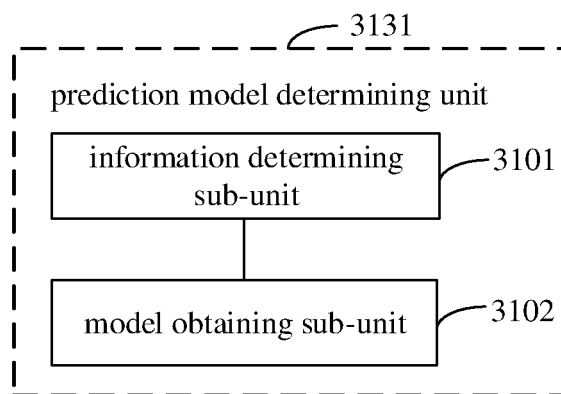 3131
prediction model determining unit
information determining
sub-unit
3101
model obtaining sub-unit
3102